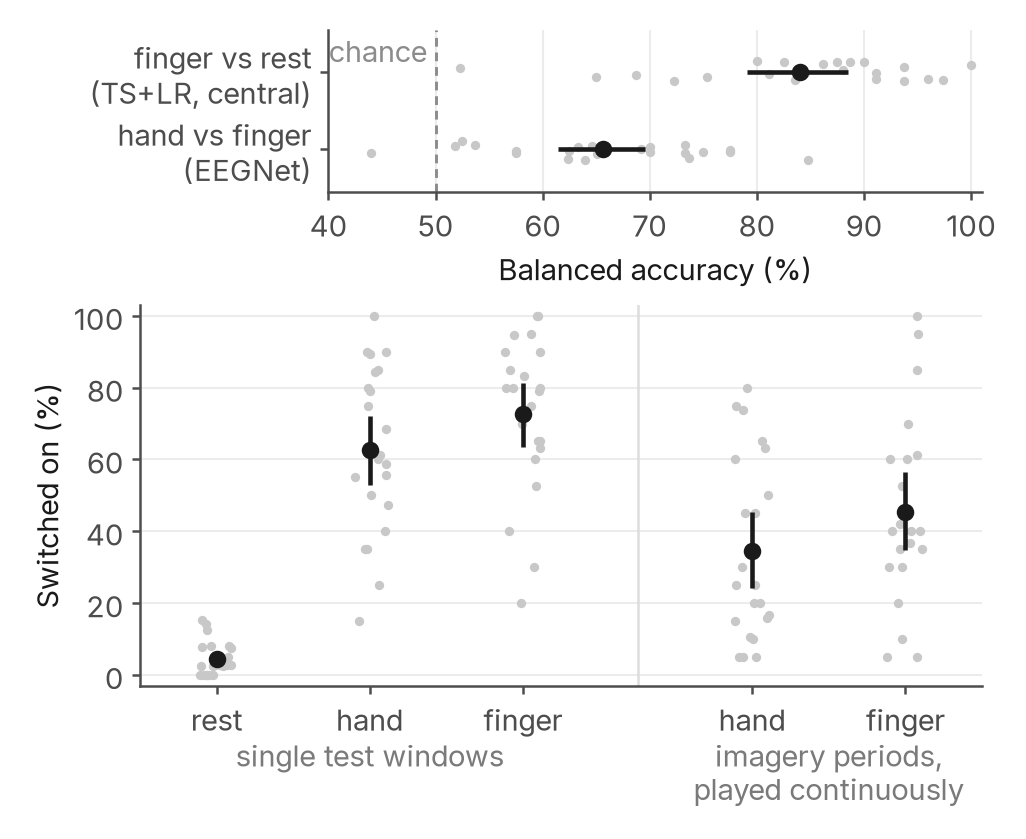 chance
finger vs rest
(TS+LR, central)
hand vs finger
(EEGNet)
40 50 60 70 80 90 100
Balanced accuracy (%)
Switched on (%)
100
80
60
40
20
0
rest hand finger hand finger
single test windows
imagery periods,
played continuously